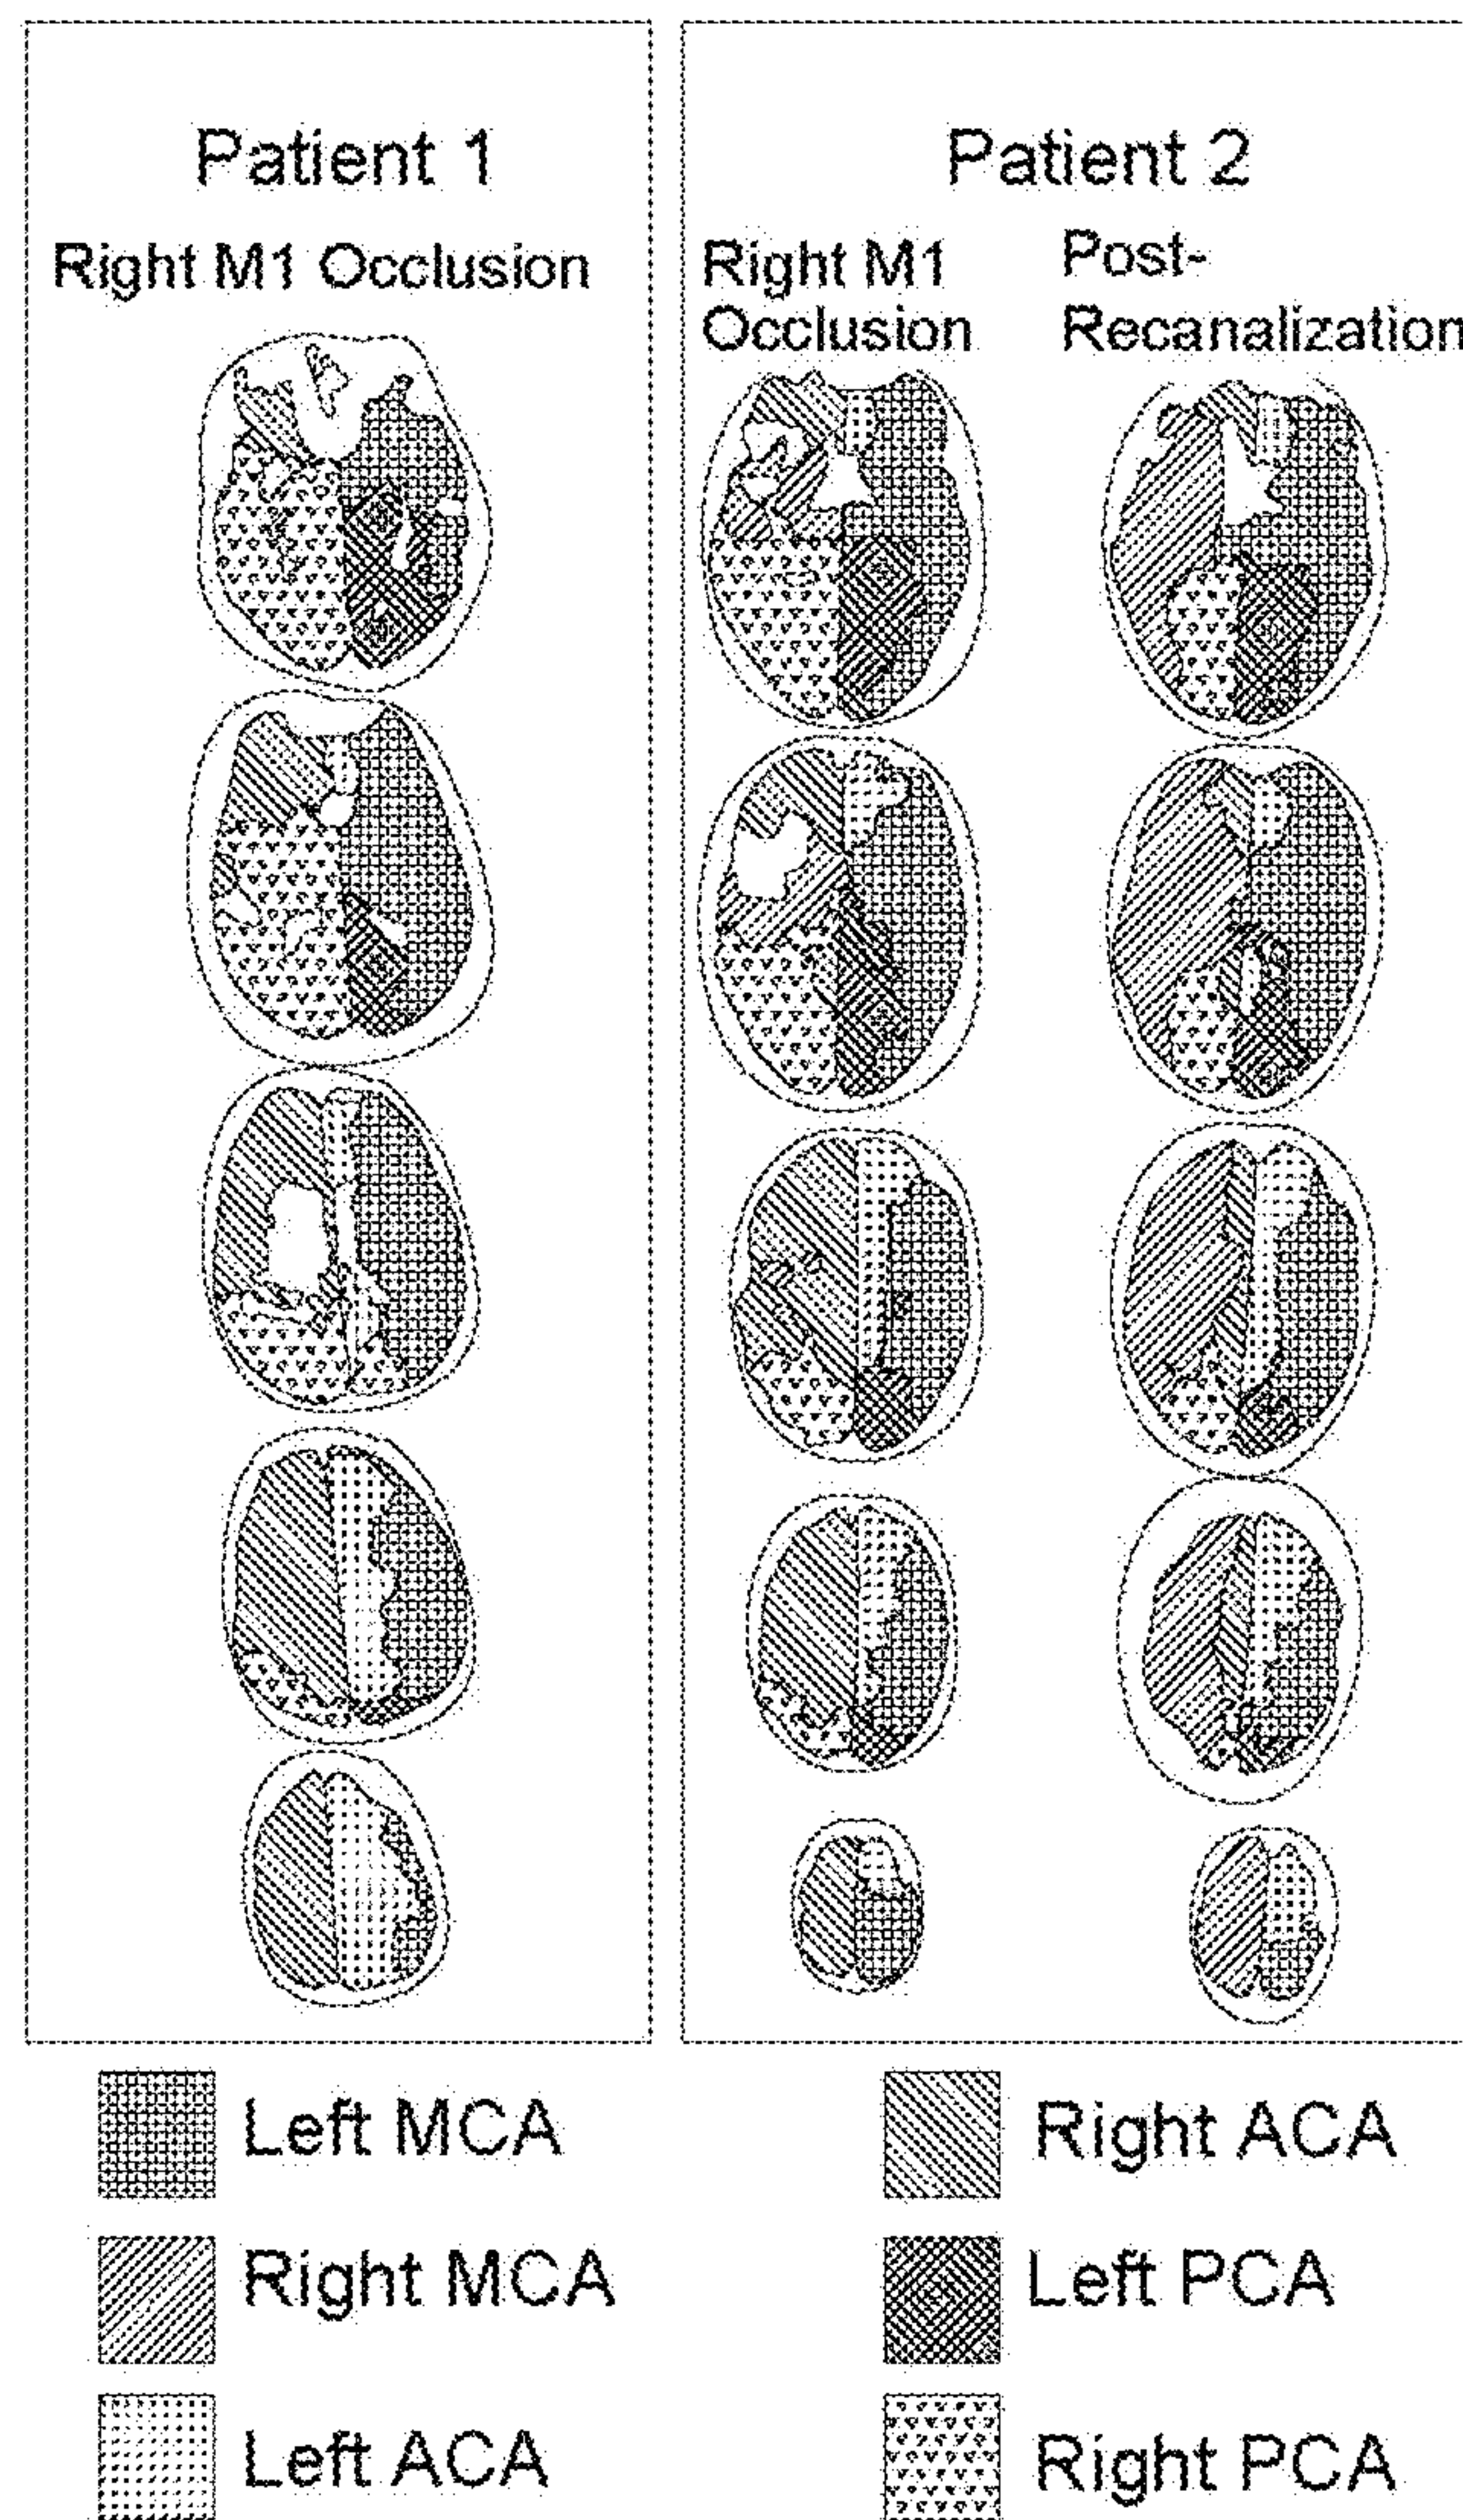 Patient 1
Right M1 Occlusion
Patient 2
Right M1
Occlusion
Post-
Recanalization
Left MCA
Right MCA
Left ACA
Right ACA
Left PCA
Right PCA